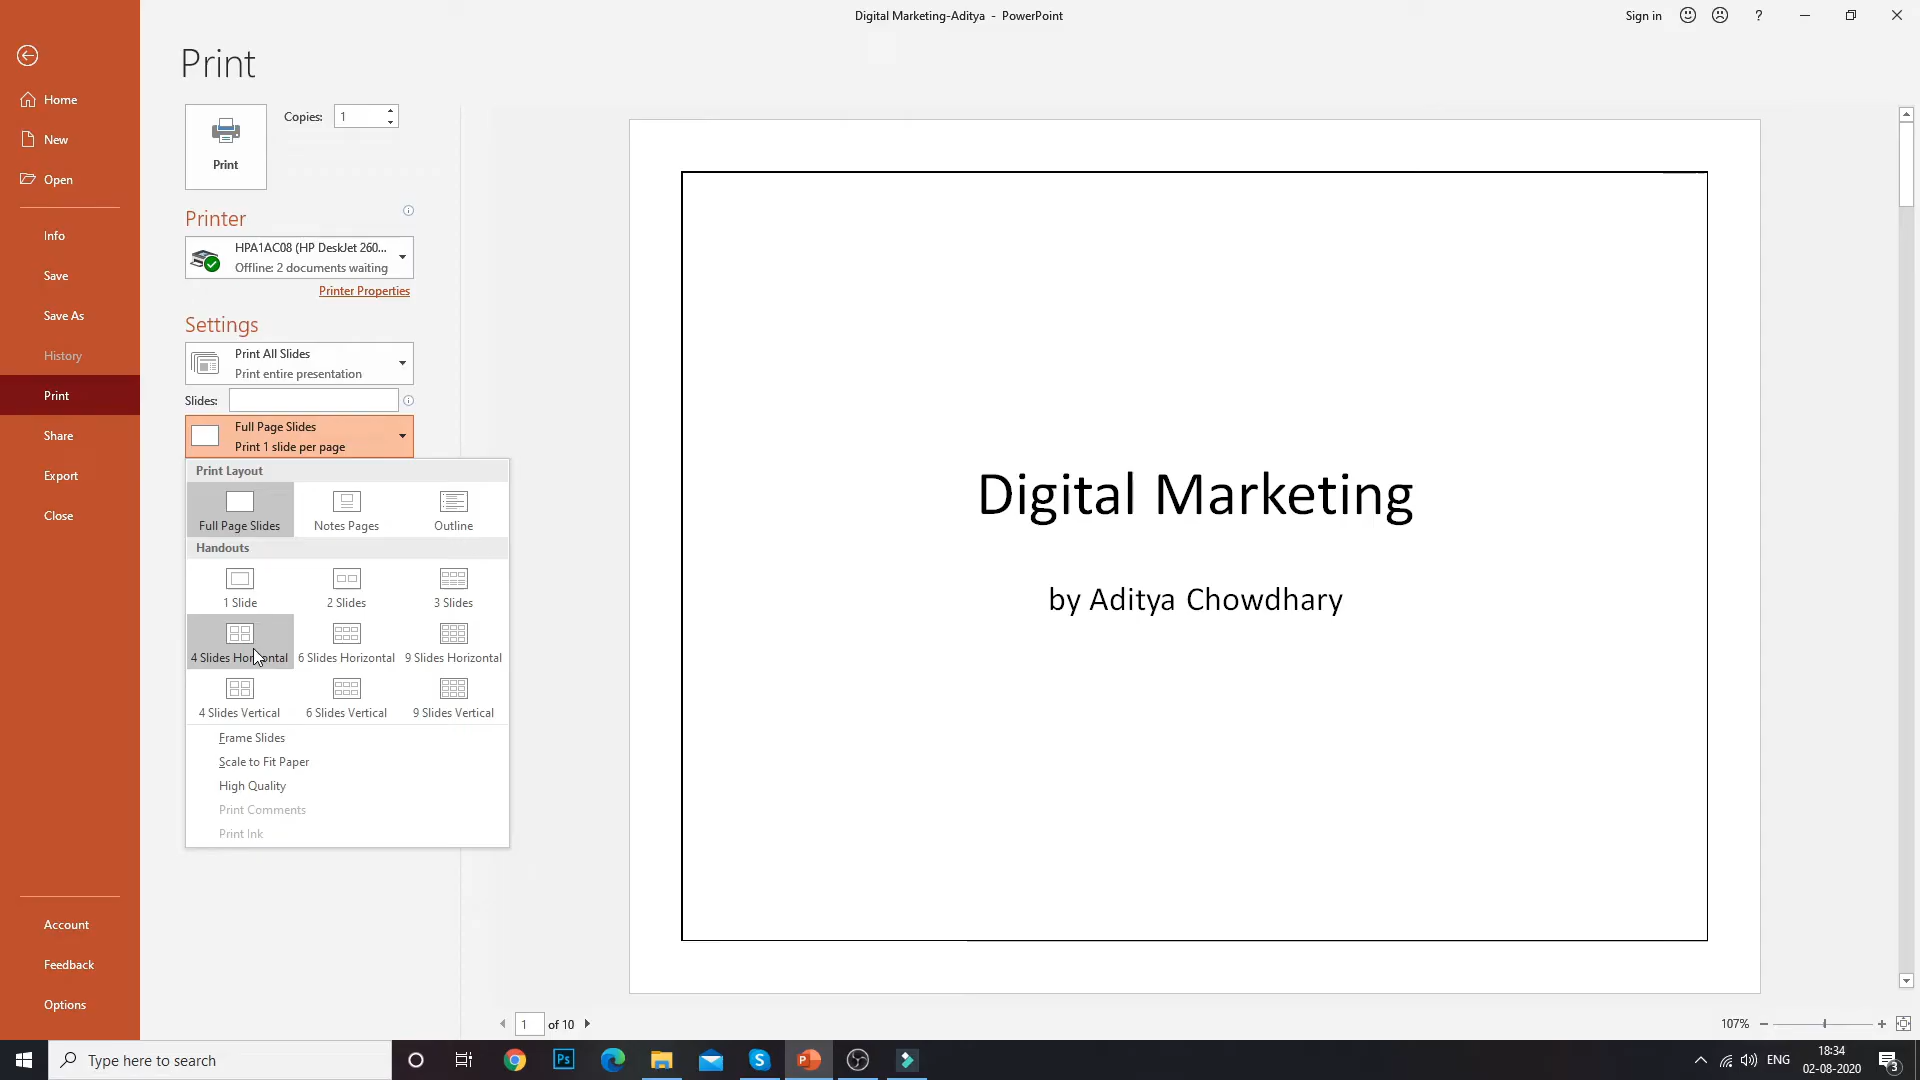 Digital Marketing-Aditya - PowerPoint
Sign in
?
Print
Home
New
Open
Info
Save
Save As
History
Print
Share
Export
Close
Account
Feedback
Options
Print
Copies:
1
Printer
HPA1AC08 (HP DeskJet 260...
Offline: 2 documents waiting
Printer Properties
Settings
Print All Slides
Print entire presentation
Slides:
Full Page Slides
Print 1 slide per page
Print Layout
Full Page Slides
Notes Pages
Outline
Handouts
1 Slide
2 Slides
3 Slides
4 Slides Horizontal
6 Slides Horizontal
9 Slides Horizontal
4 Slides Vertical
6 Slides Vertical
9 Slides Vertical
Frame Slides
Scale to Fit Paper
High Quality
Print Comments
Print Ink
Digital Marketing
by Aditya Chowdhary
1 of 10
107%
Type here to search
Ps
ENG
18:34
02-08-2020
3